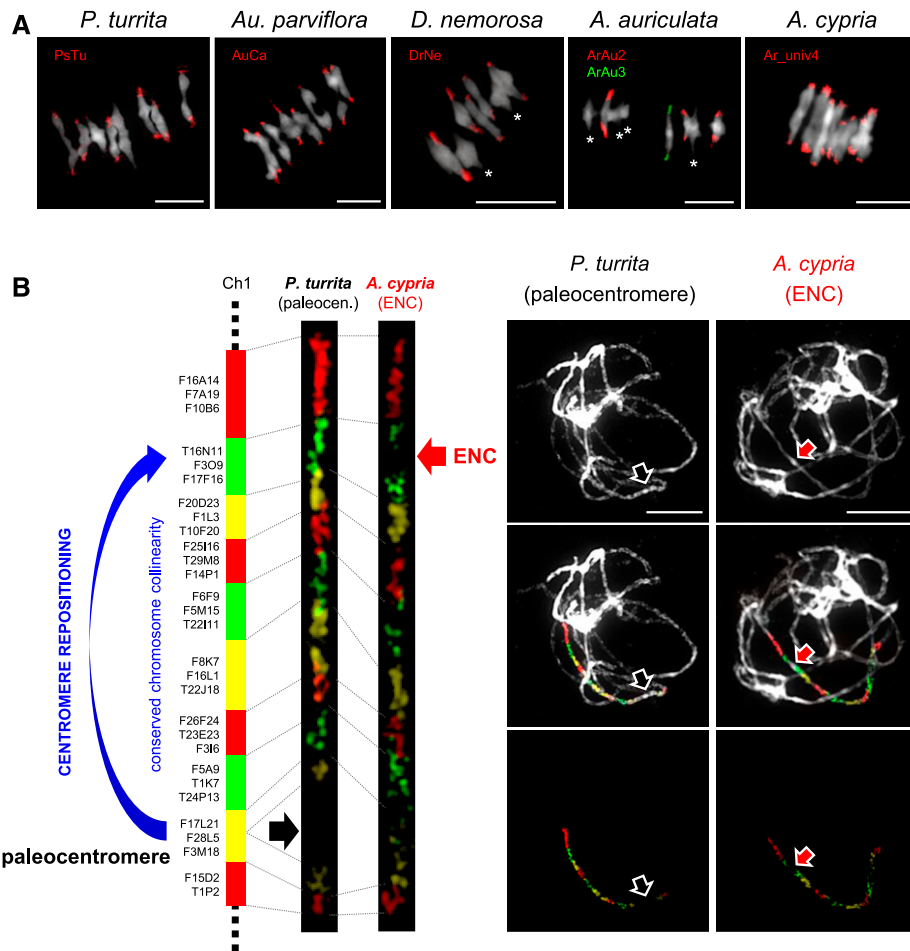 A
P. turrita
Au. parviflora
D. nemorosa
A. auriculata
A. cypria
PsTu
AuCa
DrNe
*
*
ArAu2
ArAu3
*
**
*
Ar_univ4
B
Ch1
P. turrita
(paleocen.)
A. cypria
(ENC)
F16A14
F7A19
F10B6
T16N11
F3O9
F17F16
F20D23
F1L3
T10F20
F25I16
T29M8
F14P1
F6F9
F5M15
T22I11
F8K7
F16L1
T22J18
F26F24
T23E23
F3I6
F5A9
T1K7
T24P13
F17L21
F28L5
F3M18
F15D2
T1P2
CENTROMERE REPOSITIONING
conserved chromosome collinearity
paleocentromere
ENC
P. turrita
(paleocentromere)
A. cypria
(ENC)